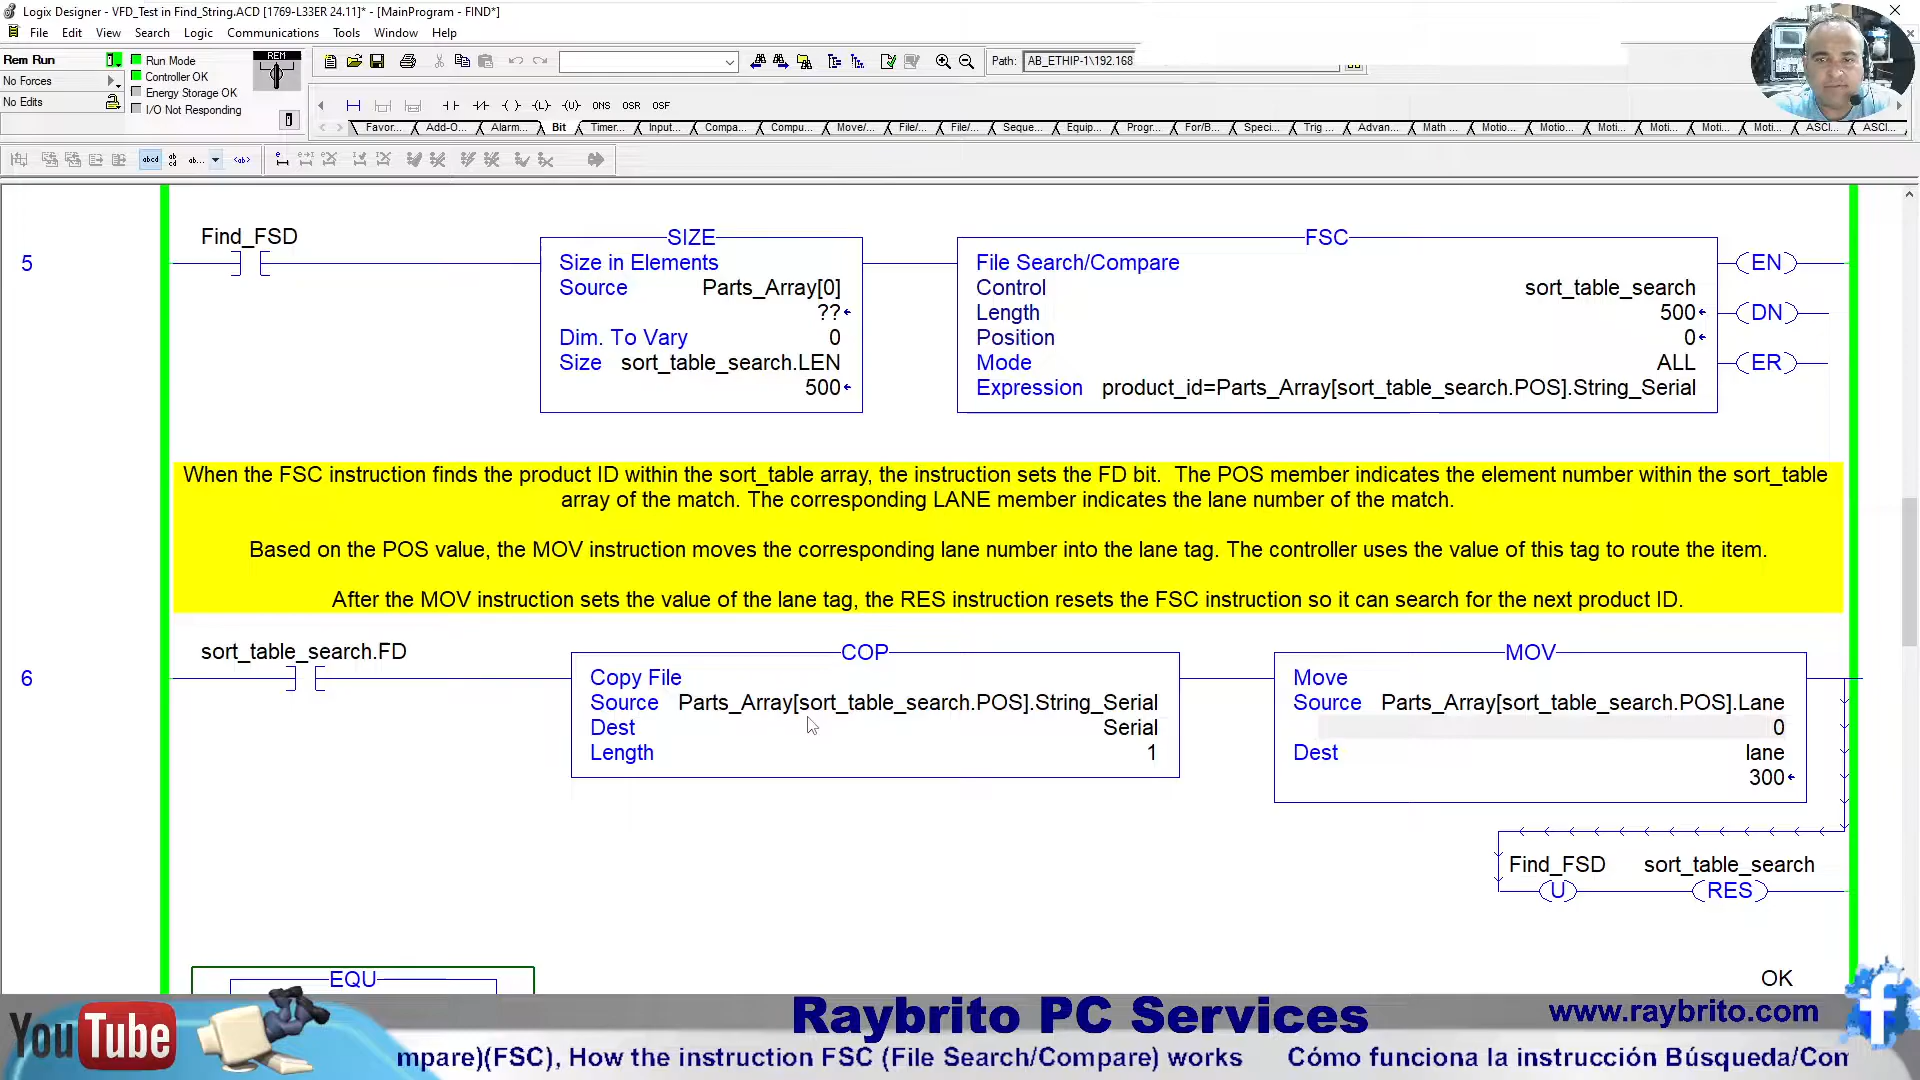 Logix Designer - VFD_Test in Find_String.ACD [1769-L33ER 24.11]* - [MainProgram - FIND*]
File Edit View Search Logic Communications Tools Window Help
Rem Run
No Forces
No Edits
Run Mode
Controller OK
Energy Storage OK
I/O Not Responding
REM
Path: AB_ETHIP-1\192.168
ONS OSR OSF
Favor... Add-O... Alarm... Bit Timer... Input... Compa... Compu... Move/... File/... File/... Seque... Equip... Progr... For/B... Speci... Trig ... Advan... Math ... Motio... Motio... Moti... Moti... Moti... ASCI... ASCI...
5
Find_FSD
SIZE
Size in Elements
Source Parts_Array[0]
??
Dim. To Vary 0
Size sort_table_search.LEN
500
FSC
File Search/Compare
Control sort_table_search
Length 500
Position 0
Mode ALL
Expression product_id=Parts_Array[sort_table_search.POS].String_Serial
EN
DN
ER
When the FSC instruction finds the product ID within the sort_table array, the instruction sets the FD bit. The POS member indicates the element number within the sort_table
array of the match. The corresponding LANE member indicates the lane number of the match.
Based on the POS value, the MOV instruction moves the corresponding lane number into the lane tag. The controller uses the value of this tag to route the item.
After the MOV instruction sets the value of the lane tag, the RES instruction resets the FSC instruction so it can search for the next product ID.
6
sort_table_search.FD
COP
Copy File
Source Parts_Array[sort_table_search.POS].String_Serial
Dest Serial
Length 1
MOV
Move
Source Parts_Array[sort_table_search.POS].Lane
0
Dest lane
300
Find_FSD sort_table_search
U RES
EQU
OK
YouTube
Raybrito PC Services
www.raybrito.com
mpare)(FSC), How the instruction FSC (File Search/Compare) works Cómo funciona la instrucción Búsqueda/Com